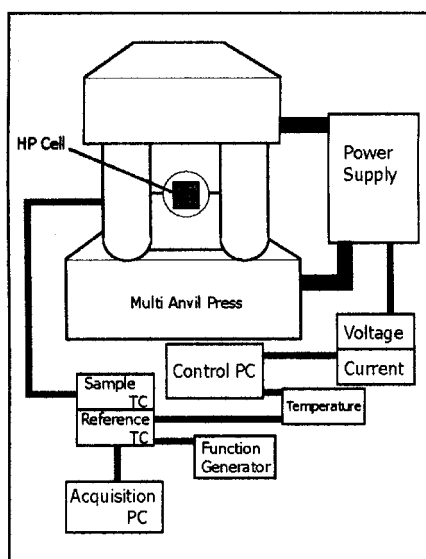 HP Cell
Power
Supply
Multi Anvil Press
Voltage
Current
Control PC
Temperature
Sample
TC
Reference
TC
Function
Generator
Acquisition
PC